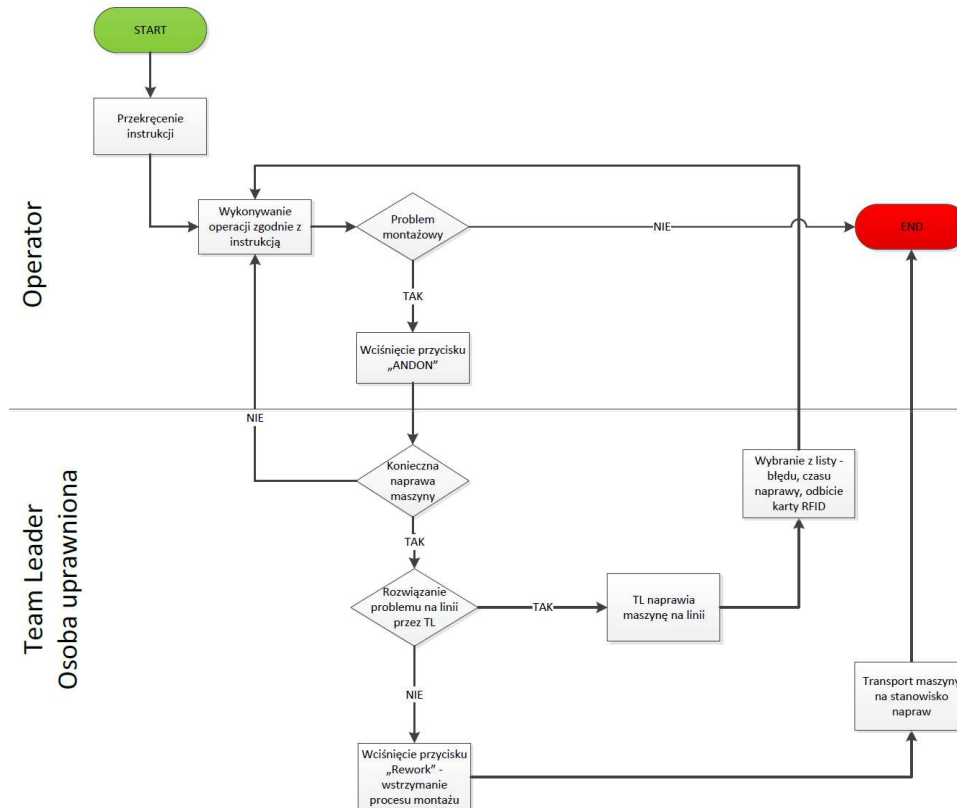 START
Przekręcenie
instrukcji
Operator
Wykonywanie
operacji zgodnie z
instrukcją
Problem
montażowy
NIE
END
TAK
Wciśnięcie przycisku
„ANDON”
NIE
Team Leader
Osoba uprawniona
Konieczna
naprawa
maszyny
Wybranie z listy -
błędu, czasu
naprawy, odbicie
karty RFID
TAK
Rozwiązanie
problemu na linii
przez TL
TAK
TL naprawia
maszynę na linii
NIE
Transport maszyny
na stanowisko
napraw
Wciśnięcie przycisku
„Rework” -
wstrzymanie
procesu montażu